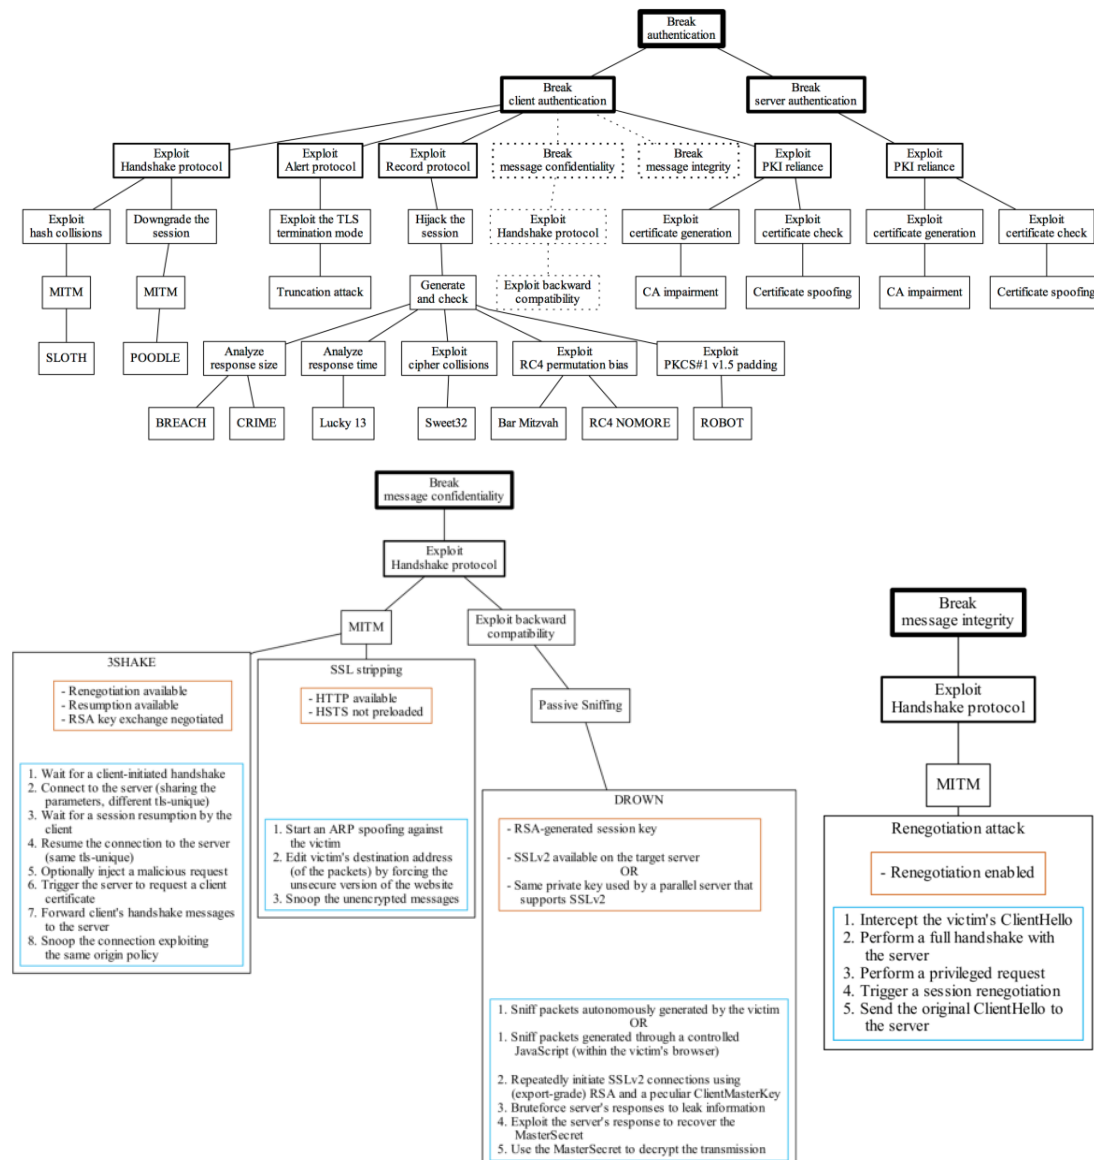 Break
authentication
Break
client authentication
Break
server authentication
Exploit
Handshake protocol
Exploit
Alert protocol
Exploit
Record protocol
Break
message confidentiality
Break
message integrity
Exploit
PKI reliance
Exploit
PKI reliance
Exploit
hash collisions
Downgrade the
session
Exploit the TLS
termination mode
Hijack the
session
Exploit
Handshake protocol
Exploit
certificate generation
Exploit
certificate check
Exploit
certificate generation
Exploit
certificate check
MITM
MITM
Truncation attack
Generate
and check
Exploit backward
compatibility
CA impairment
Certificate spoofing
CA impairment
Certificate spoofing
SLOTH
POODLE
Analyze
response size
Analyze
response time
Exploit
cipher collisions
Exploit
RC4 permutation bias
Exploit
PKCS#1 v1.5 padding
BREACH
CRIME
Lucky 13
Sweet32
Bar Mitzvah
RC4 NOMORE
ROBOT
Break
message confidentiality
Exploit
Handshake protocol
MITM
Exploit backward
compatibility
3SHAKE
- Renegotiation available
- Resumption available
- RSA key exchange negotiated
1. Wait for a client-initiated handshake
2. Connect to the server (sharing the
parameters, different tls-unique)
3. Wait for a session resumption by the
client
4. Resume the connection to the server
(same tls-unique)
5. Optionally inject a malicious request
6. Trigger the server to request a client
certificate
7. Forward client's handshake messages
to the server
8. Snoop the connection exploiting
the same origin policy
SSL stripping
- HTTP available
- HSTS not preloaded
1. Start an ARP spoofing against
the victim
2. Edit victim's destination address
(of the packets) by forcing the
unsecure version of the website
3. Snoop the unencrypted messages
Passive Sniffing
DROWN
- RSA-generated session key
- SSLv2 available on the target server
OR
- Same private key used by a parallel server that
supports SSLv2
1. Sniff packets autonomously generated by the victim
OR
1. Sniff packets generated through a controlled
JavaScript (within the victim's browser)
2. Repeatedly initiate SSLv2 connections using
(export-grade) RSA and a peculiar ClientMasterKey
3. Bruteforce server's responses to leak information
4. Exploit the server's response to recover the
MasterSecret
5. Use the MasterSecret to decrypt the transmission
Break
message integrity
Exploit
Handshake protocol
MITM
Renegotiation attack
- Renegotiation enabled
1. Intercept the victim's ClientHello
2. Perform a full handshake with
the server
3. Perform a privileged request
4. Trigger a session renegotiation
5. Send the original ClientHello to
the server